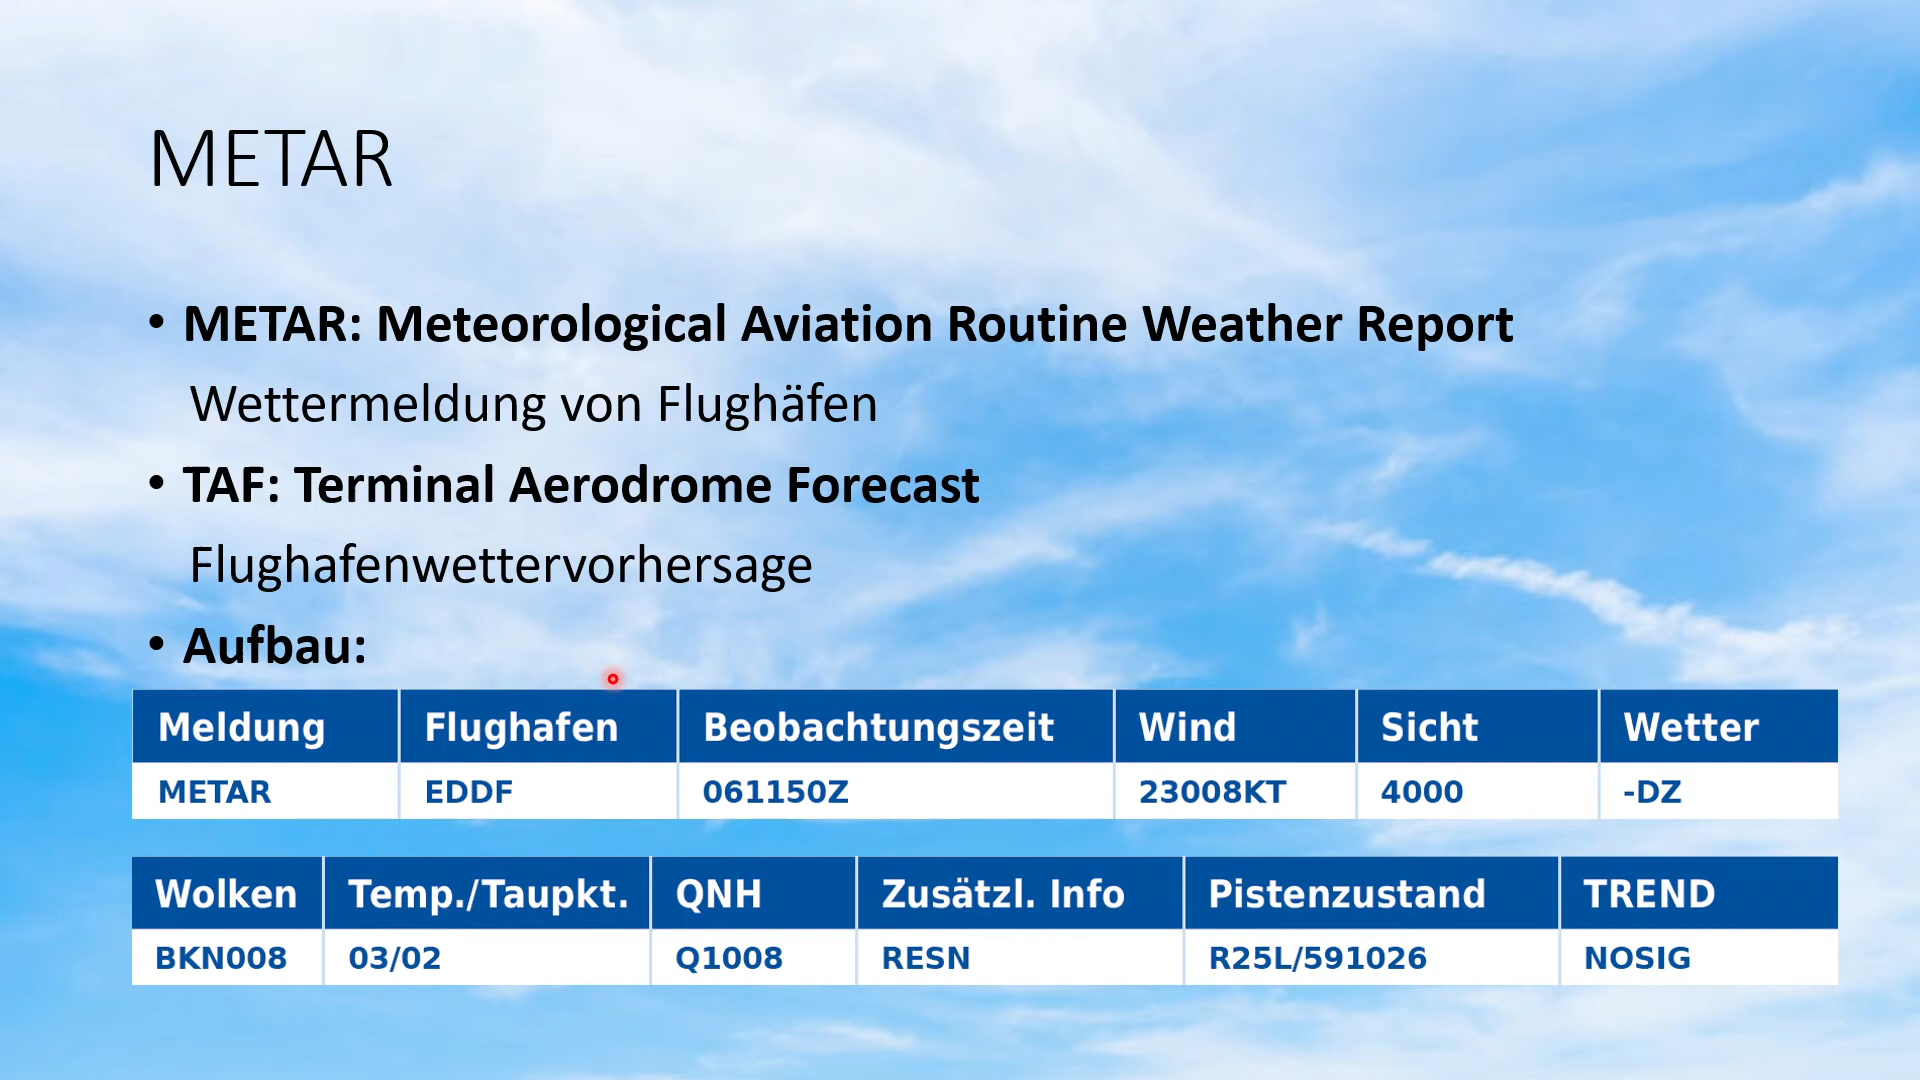 METAR
• METAR: Meteorological Aviation Routine Weather Report
Wettermeldung von Flughäfen
• TAF: Terminal Aerodrome Forecast
Flughafenwettervorhersage
• Aufbau:
Meldung Flughafen Beobachtungszeit Wind Sicht Wetter
METAR EDDF 061150Z 23008KT 4000 -DZ
Wolken Temp./Taupkt. QNH Zusätzl. Info Pistenzustand TREND
BKN008 03/02 Q1008 RESN R25L/591026 NOSIG